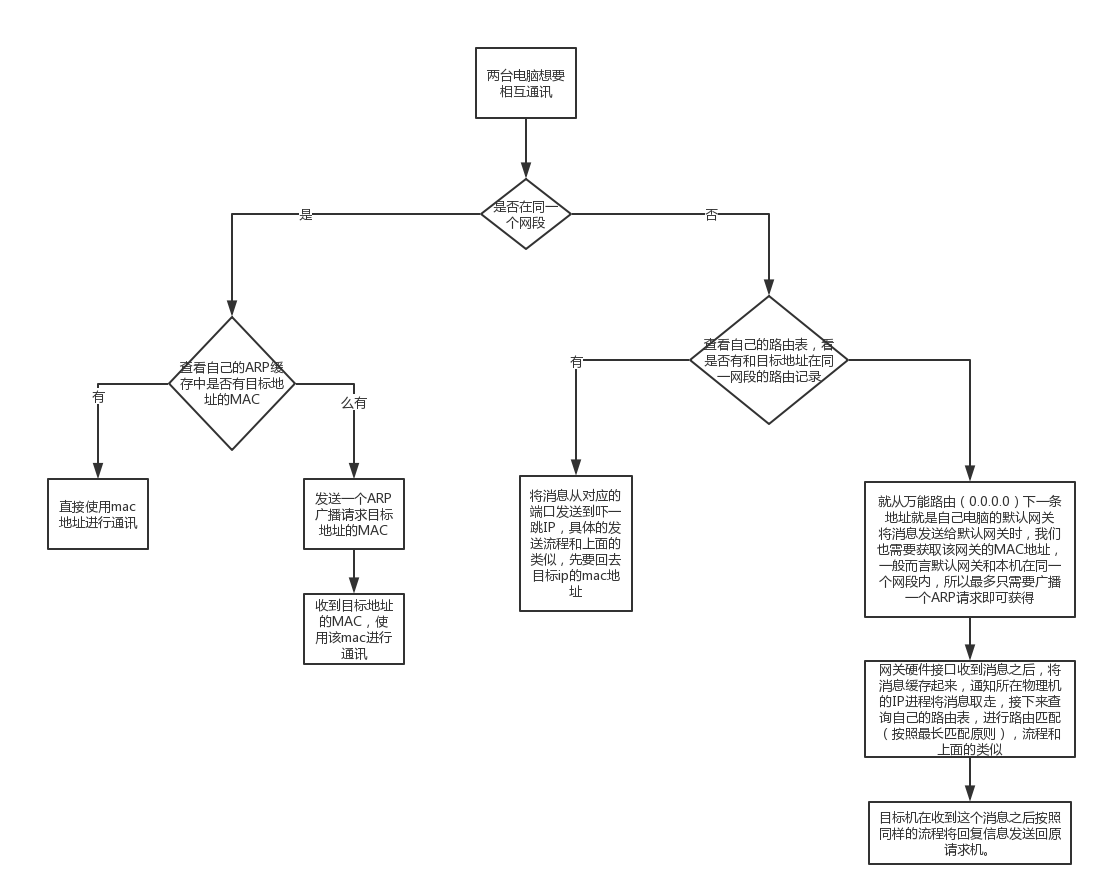 两台电脑想要
相互通讯
是否在同一
个网段
是
否
查看自己的ARP缓
存中是否有目标地
址的MAC
查看自己的路由表，看
是否有和目标地址在同
一网段的路由记录
有
么有
有
直接使用mac
地址进行通讯
发送一个ARP
广播请求目标
地址的MAC
收到目标地址
的MAC，使
用该mac进行
通讯
将消息从对应的
端口发送到吓一
跳IP，具体的发
送流程和上面的
类似，先要回去
目标ip的mac地
址
就从万能路由（0.0.0.0）下一条
地址就是自己电脑的默认网关
将消息发送给默认网关时，我们
也需要获取该网关的MAC地址，
一般而言默认网关和本机在同一
个网段内，所以最多只需要广播
一个ARP请求即可获得
网关硬件接口收到消息之后，将
消息缓存起来，通知所在物理机
的IP进程将消息取走，接下来查
询自己的路由表，进行路由匹配
（按照最长匹配原则），流程和
上面的类似
目标机在收到这个消息之后按照
同样的流程将回复信息发送回原
请求机。